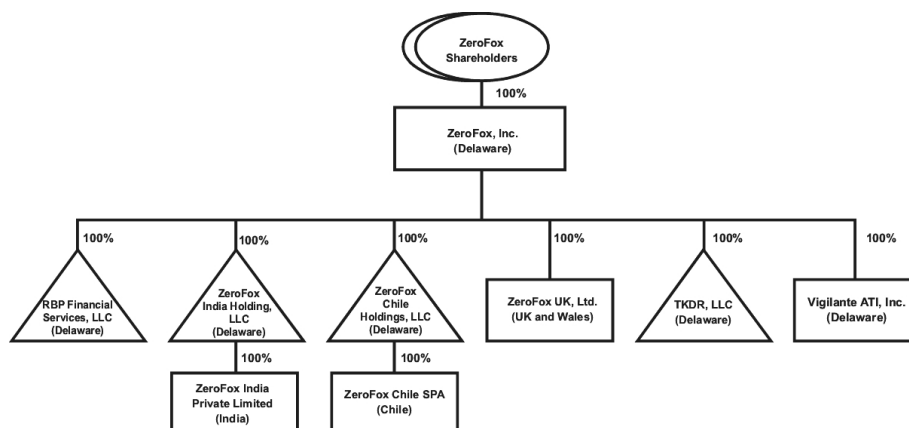 ZeroFox
Shareholders
100%
ZeroFox, Inc.
(Delaware)
100%
100%
100%
100%
100%
100%
RBP Financial
Services, LLC
(Delaware)
ZeroFox
India Holding,
LLC
(Delaware)
ZeroFox
Chile
Holdings, LLC
(Delaware)
ZeroFox UK, Ltd.
(UK and Wales)
TKDR, LLC
(Delaware)
Vigilante ATI, Inc.
(Delaware)
100%
100%
ZeroFox India
Private Limited
(India)
ZeroFox Chile SPA
(Chile)